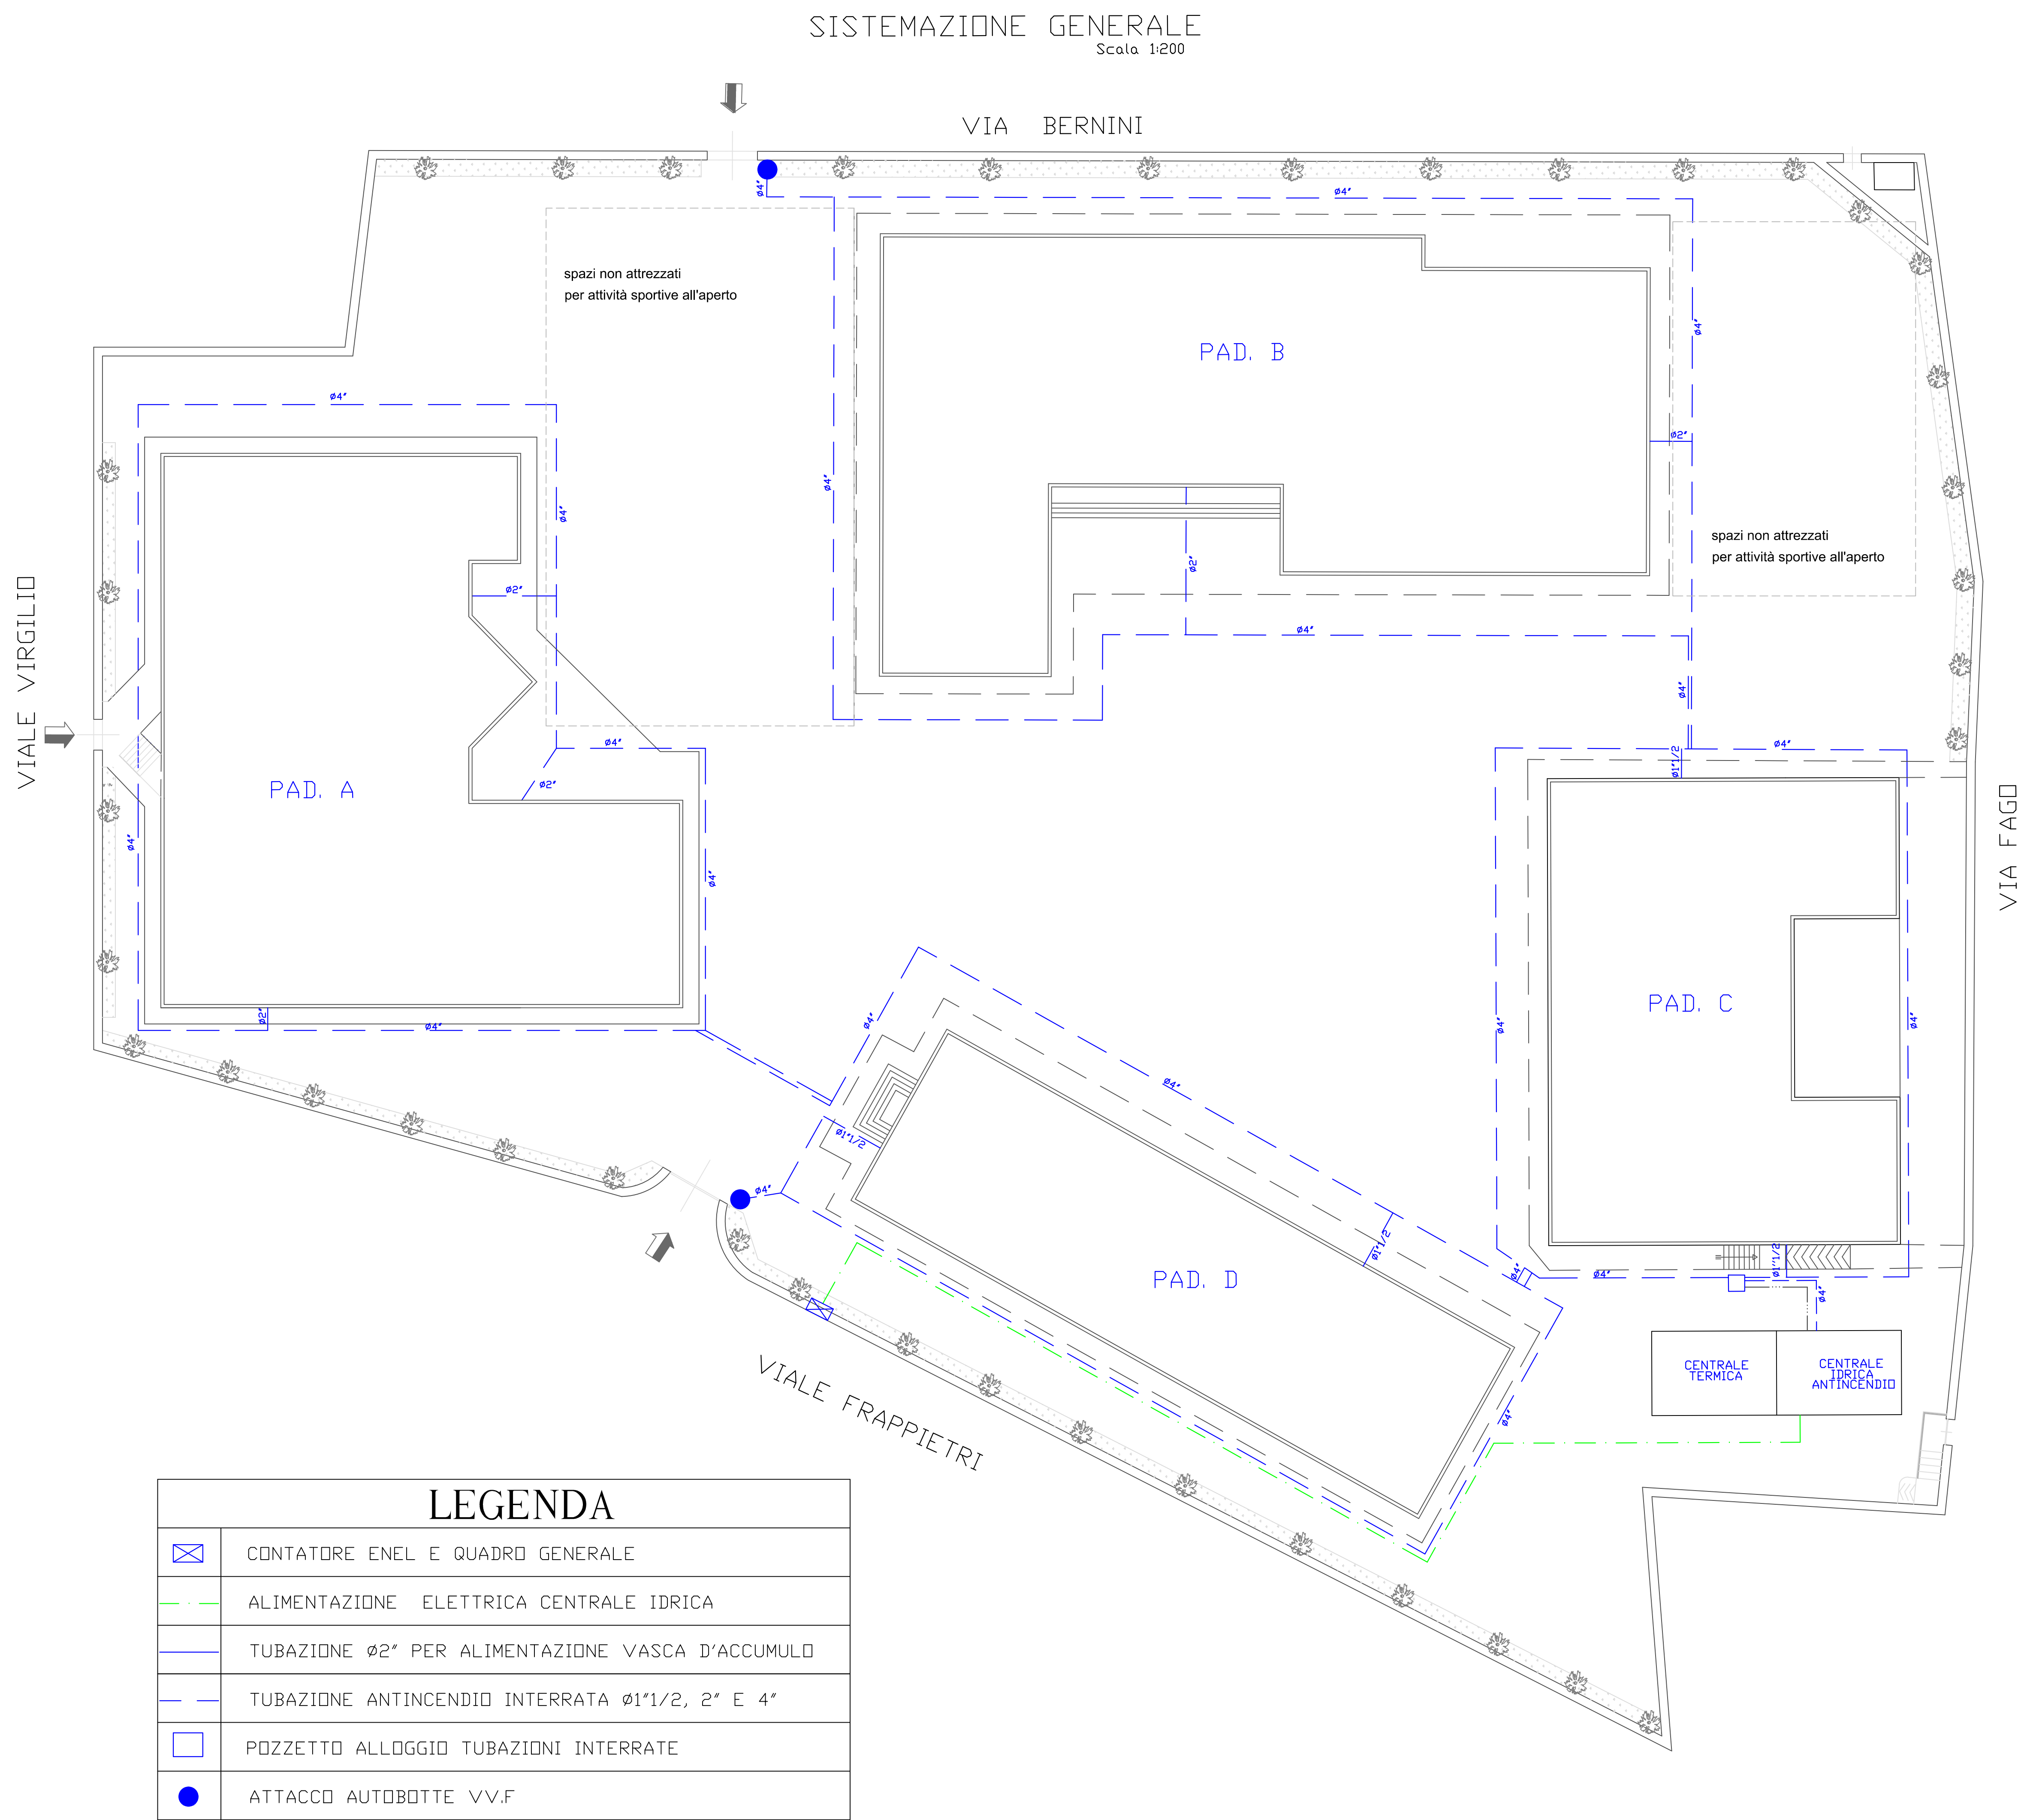 SISTEMAZIONE GENERALE
Scala 1:200
VIA BERNINI
ø4"
ø4"
spazi non attrezzati
per attività sportive all'aperto
ø4"
PAD. B
ø4"
ø2"
ø4"
ø4"
spazi non attrezzati
per attività sportive all'aperto
ø2"
ø2"
VIALE VIRGILIO
ø4"
ø4"
ø4"
ø4"
ø1"1/2
PAD. A
ø2"
VIA FAGO
ø4"
ø4"
PAD. C
ø2"
ø4"
ø4"
ø4"
ø4"
ø4"
ø1"1/2
ø4"
ø1"1/2
ø4"
ø4"
ø1"1/2
PAD. D
ø4"
CENTRALE
TERMICA
CENTRALE
IDRICA
ANTINCENDIO
VIALE FRAPPIETRI
ø4"
LEGENDA
CONTATORE ENEL E QUADRO GENERALE
ALIMENTAZIONE ELETTRICA CENTRALE IDRICA
TUBAZIONE ø2" PER ALIMENTAZIONE VASCA D'ACCUMULO
TUBAZIONE ANTINCENDIO INTERRATA ø1"1/2, 2" E 4"
POZZETTO ALLOGGIO TUBAZIONI INTERRATE
ATTACCO AUTOBOTTE VV.F